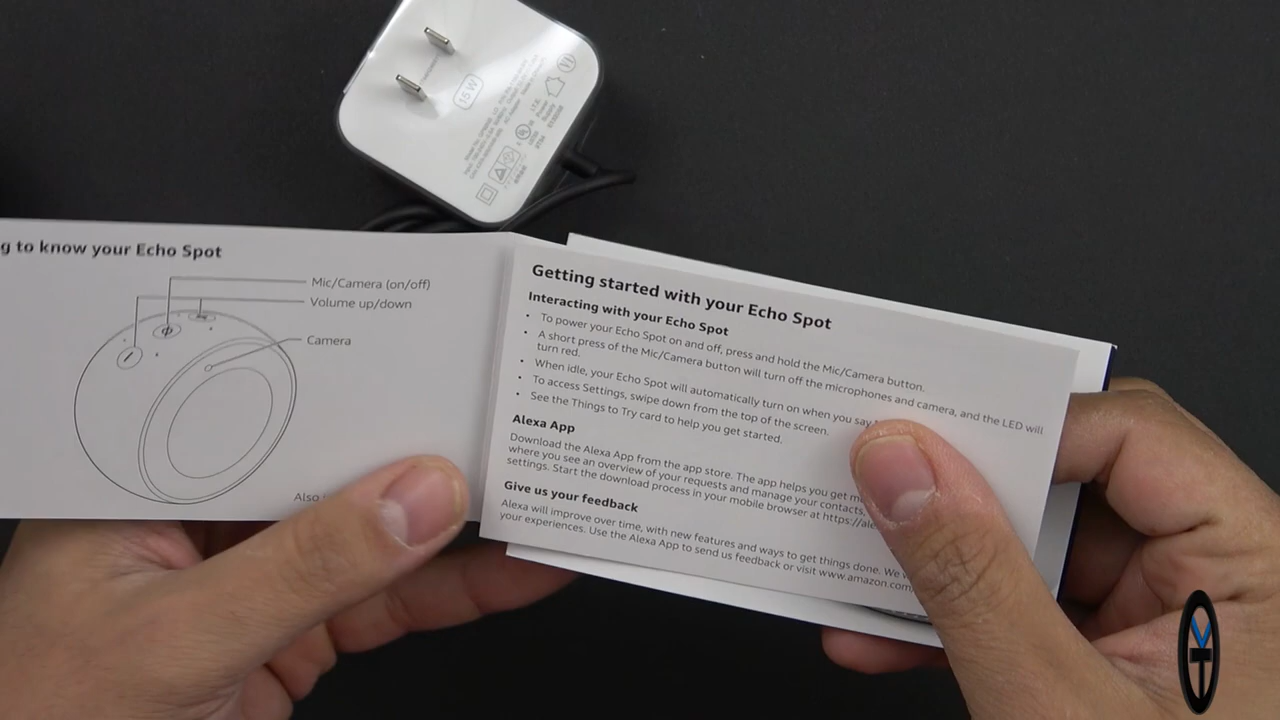 15W
g to know your Echo Spot
Mic/Camera (on/off)
Volume up/down
Camera
Also
Getting started with your Echo Spot
Interacting with your Echo Spot
• To power your Echo Spot on and off, press and hold the Mic/Camera button.
• A short press of the Mic/Camera button will turn off the microphones and camera, and the LED will
turn red.
• When idle, your Echo Spot will automatically turn on when you say
• To access Settings, swipe down from the top of the screen.
• See the Things to Try card to help you get started.
Alexa App
Download the Alexa App from the app store. The app helps you get m
where you see an overview of your requests and manage your contacts,
settings. Start the download process in your mobile browser at https://ale
Give us your feedback
Alexa will improve over time, with new features and ways to get things done. We w
your experiences. Use the Alexa App to send us feedback or visit www.amazon.com/